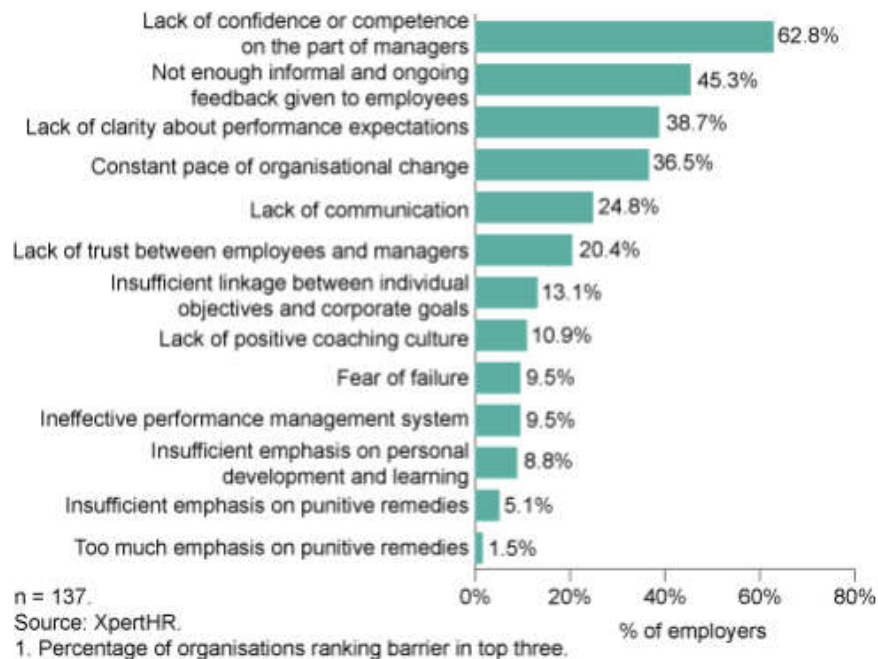 Lack of confidence or competence
on the part of managers
62.8%
Not enough informal and ongoing
feedback given to employees
45.3%
Lack of clarity about performance expectations
38.7%
Constant pace of organisational change
36.5%
Lack of communication
24.8%
Lack of trust between employees and managers
20.4%
Insufficient linkage between individual
objectives and corporate goals
13.1%
Lack of positive coaching culture
10.9%
Fear of failure
9.5%
Ineffective performance management system
9.5%
Insufficient emphasis on personal
development and learning
8.8%
Insufficient emphasis on punitive remedies
5.1%
Too much emphasis on punitive remedies
1.5%
0% 20% 40% 60% 80%
% of employers
n = 137.
Source: XpertHR.
1. Percentage of organisations ranking barrier in top three.